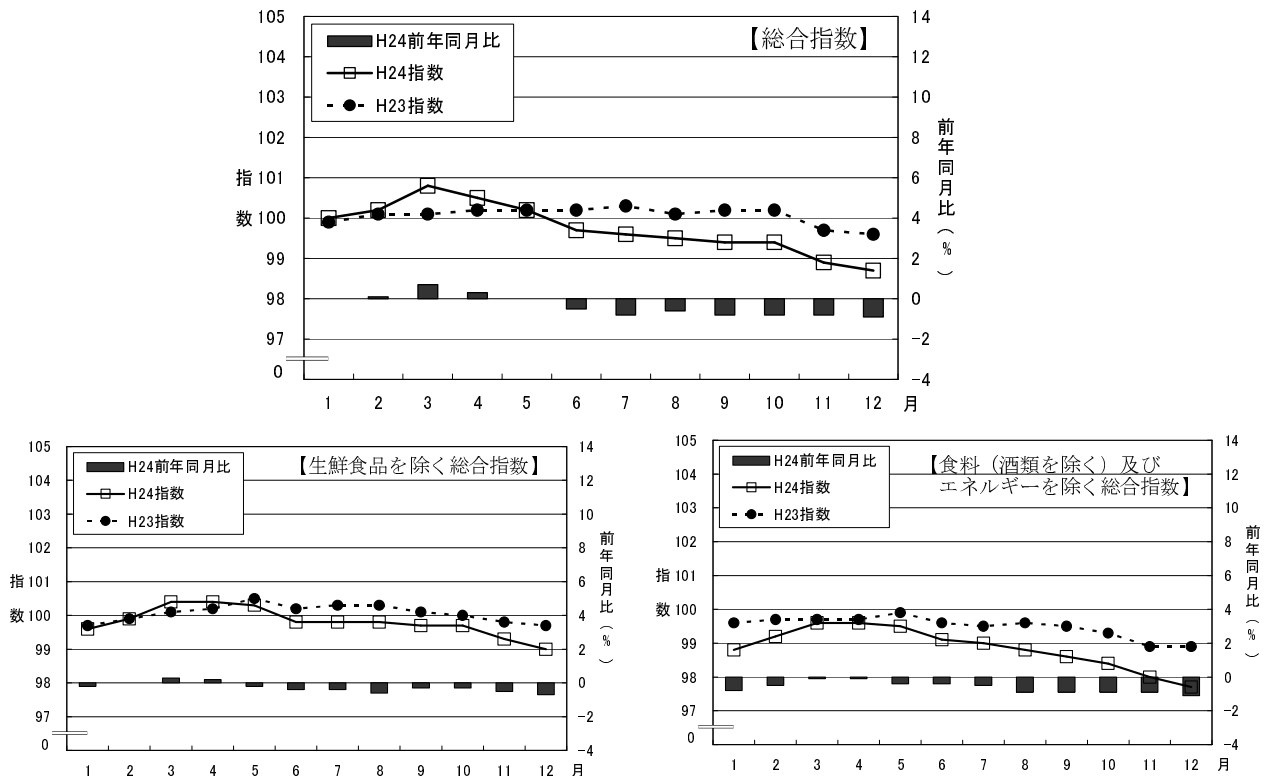 【総合指数】
H24前年同月比
H24指数
H23指数
指数
105
104
103
102
101
100
99
98
97
0
前年同月比(%)
14
12
10
8
6
4
2
0
-2
-4
1 2 3 4 5 6 7 8 9 10 11 12 月
【生鮮食品を除く総合指数】
H24前年同月比
H24指数
H23指数
指数
105
104
103
102
101
100
99
98
97
0
前年同月比(%)
14
12
10
8
6
4
2
0
-2
-4
1 2 3 4 5 6 7 8 9 10 11 12 月
【食料(酒類を除く)及び
エネルギーを除く総合指数】
H24前年同月比
H24指数
H23指数
指数
105
104
103
102
101
100
99
98
97
0
前年同月比(%)
14
12
10
8
6
4
2
0
-2
-4
1 2 3 4 5 6 7 8 9 10 11 12 月